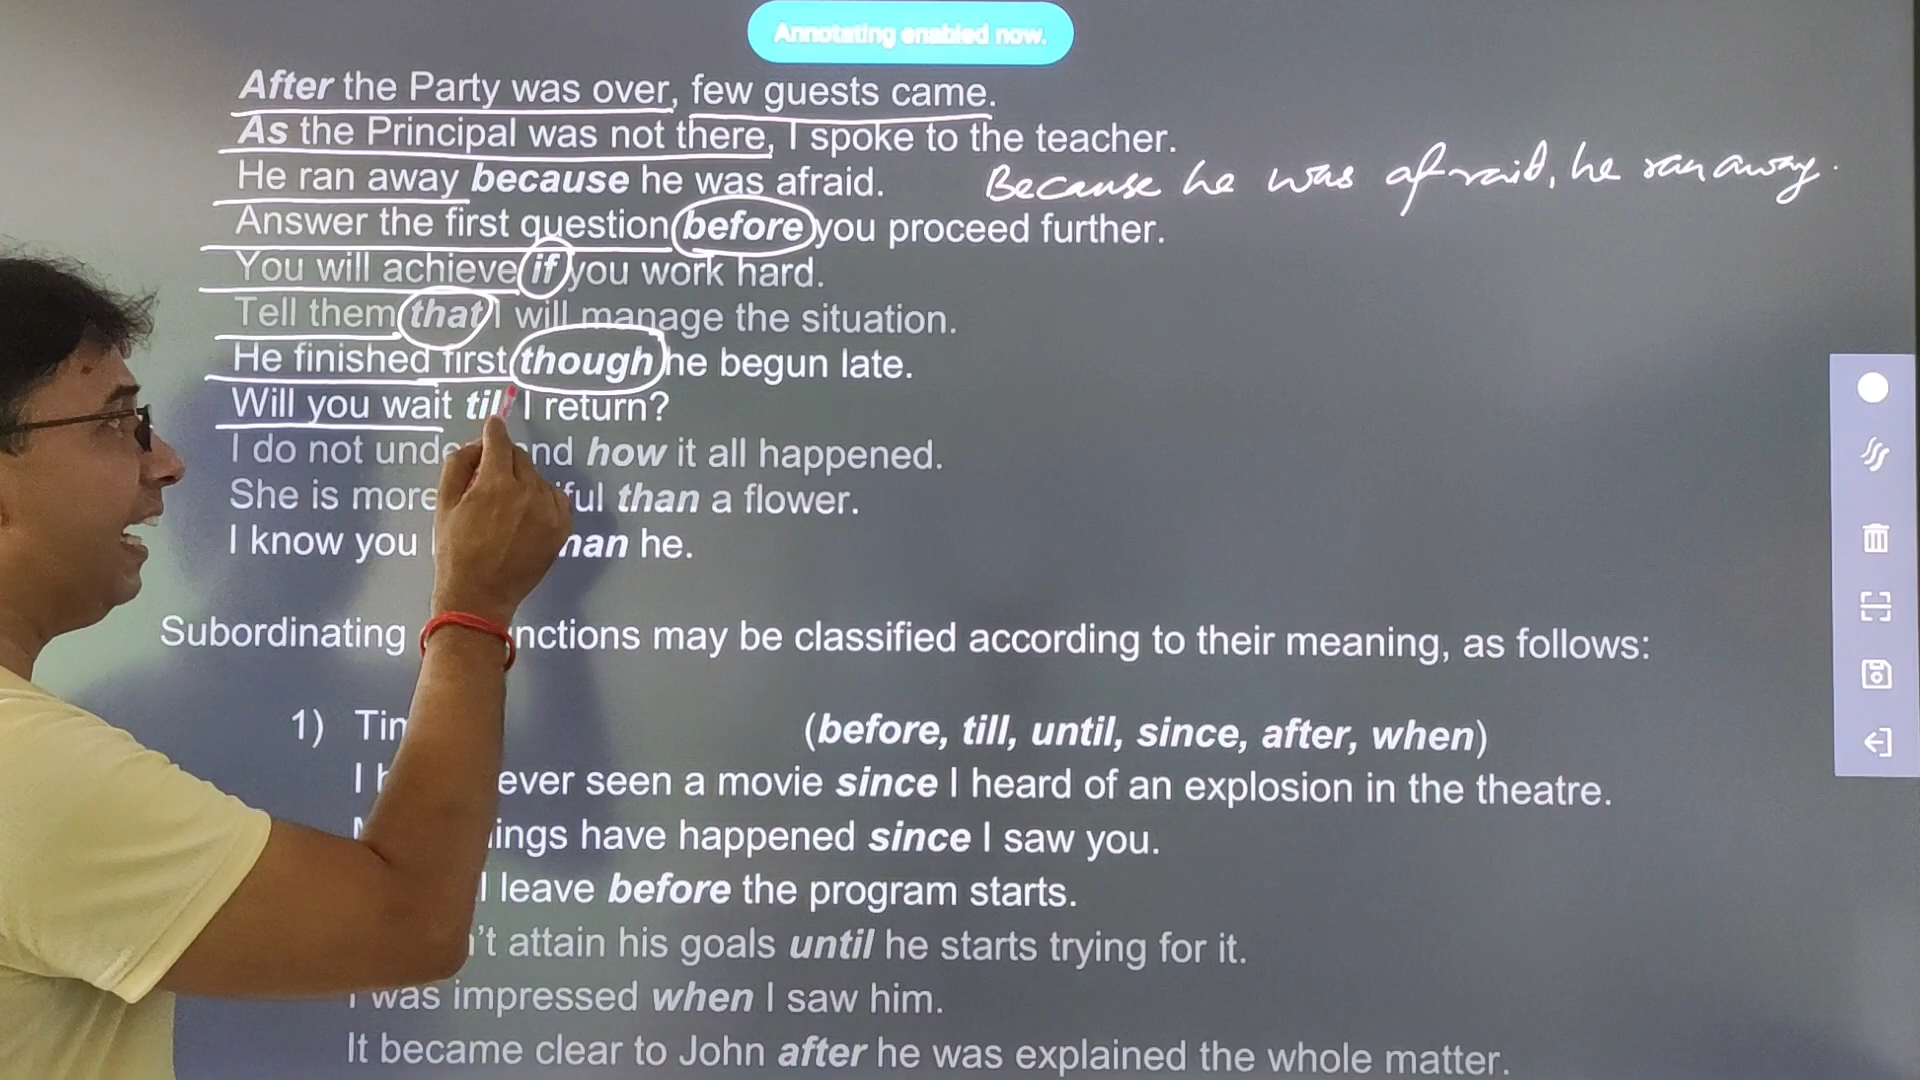 Annotating enabled now.
After the Party was over, few guests came.
As the Principal was not there, I spoke to the teacher.
He ran away because he was afraid. Because he was afraid, he ran away.
Answer the first question before you proceed further.
You will achieve if you work hard.
Tell them that I will manage the situation.
He finished first though he begun late.
Will you wait till I return?
I do not how it all happened.
She is more than a flower.
I know you he.
Subordinating may be classified according to their meaning, as follows:
1) (before, till, until, since, after, when)
I seen a movie since I heard of an explosion in the theatre.
have happened since I saw you.
leave before the program starts.
attain his goals until he starts trying for it.
I was impressed when I saw him.
It became clear to John after he was explained the whole matter.